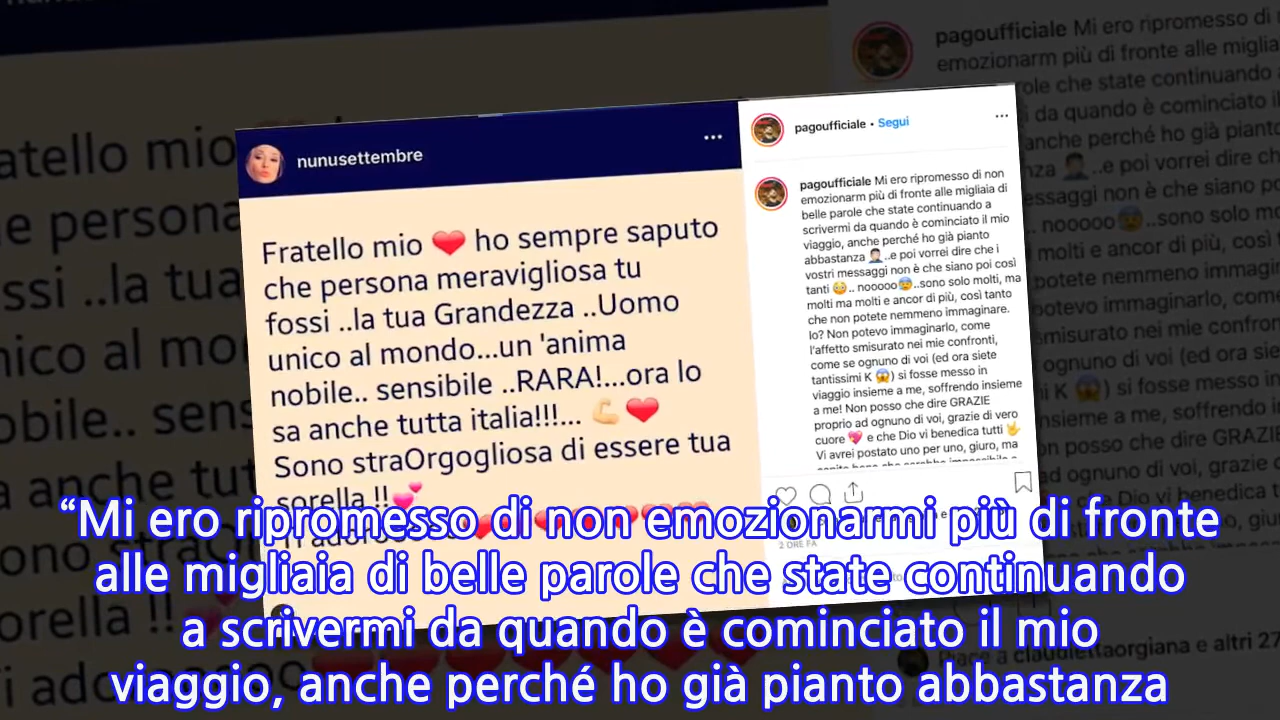 nunusettembre
Fratello mio ❤️ ho sempre saputo
che persona meravigliosa tu
fossi ..la tua Grandezza ..Uomo
unico al mondo...un 'anima
nobile.. sensibile ..RARA!...ora lo
sa anche tutta italia!!!... 💪🏻❤️
Sono straOrgogliosa di essere tua
sorella !!💕
pagoufficiale • Segui
pagoufficiale Mi ero ripromesso di non
emozionarm più di fronte alle migliaia di
belle parole che state continuando a
scrivermi da quando è cominciato il mio
viaggio, anche perché ho già pianto
abbastanza 🤦🏻‍♂️..e poi vorrei dire che i
vostri messaggi non è che siano poi così
tanti 😳.. nooooo😰..sono solo molti, ma
molti ma molti e ancor di più, così tanto
che non potete nemmeno immaginare.
Io? Non potevo immaginarlo, come
l'affetto smisurato nei mie confronti,
come se ognuno di voi (ed ora siete
tantissimi K 😱) si fosse messo in
viaggio insieme a me, soffrendo insieme
a me! Non posso che dire GRAZIE
proprio ad ognuno di voi, grazie di vero
cuore 💖 e che Dio vi benedica tutti 🤟
Vi avrei postato uno per uno, giuro, ma
2 ORE FA
“Mi ero ripromesso di non emozionarmi più di fronte
alle migliaia di belle parole che state continuando
a scrivermi da quando è cominciato il mio
viaggio, anche perché ho già pianto abbastanza
Piace a claudiettaorgiana e altri 27